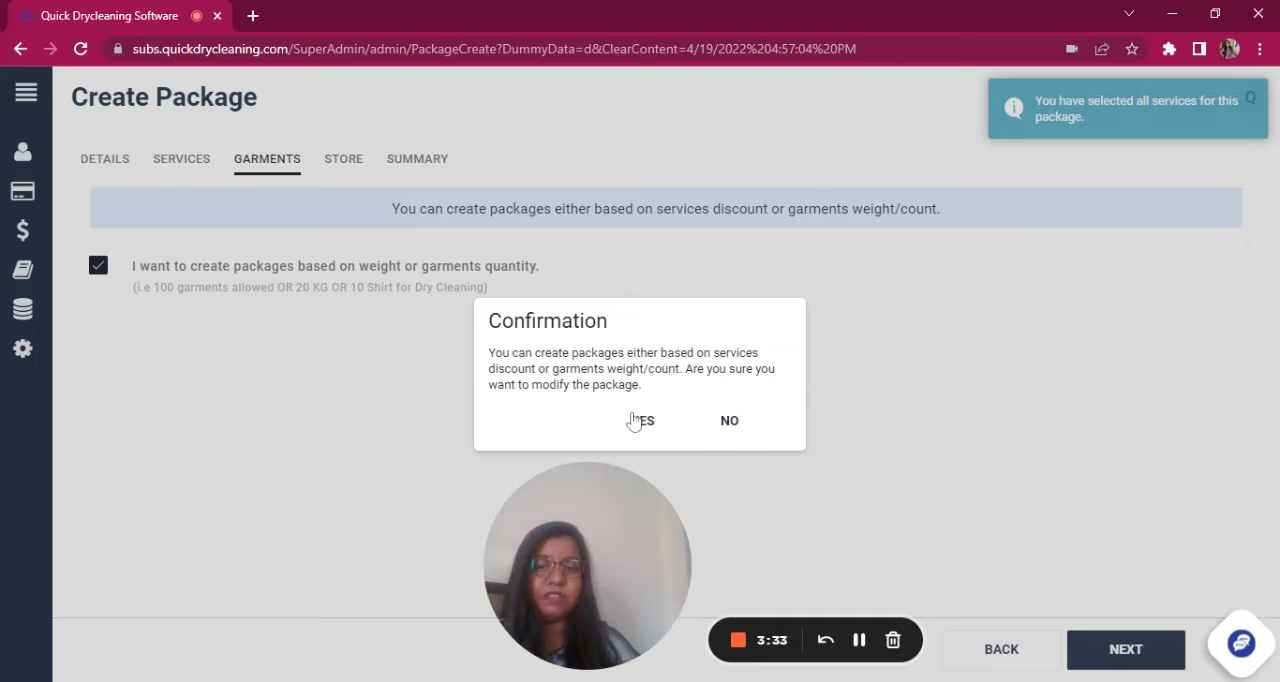 Quick Drycleaning Software
subs.quickdrycleaning.com/SuperAdmin/admin/PackageCreate?DummyData=d&ClearContent=4/19/2022%204:57:04%20PM
Create Package
You have selected all services for this
package.
DETAILS SERVICES GARMENTS STORE SUMMARY
You can create packages either based on services discount or garments weight/count.
I want to create packages based on weight or garments quantity.
(i.e 100 garments allowed OR 20 KG OR 10 Shirt for Dry Cleaning)
Confirmation
You can create packages either based on services
discount or garments weight/count. Are you sure you
want to modify the package.
YES NO
3:33
BACK NEXT